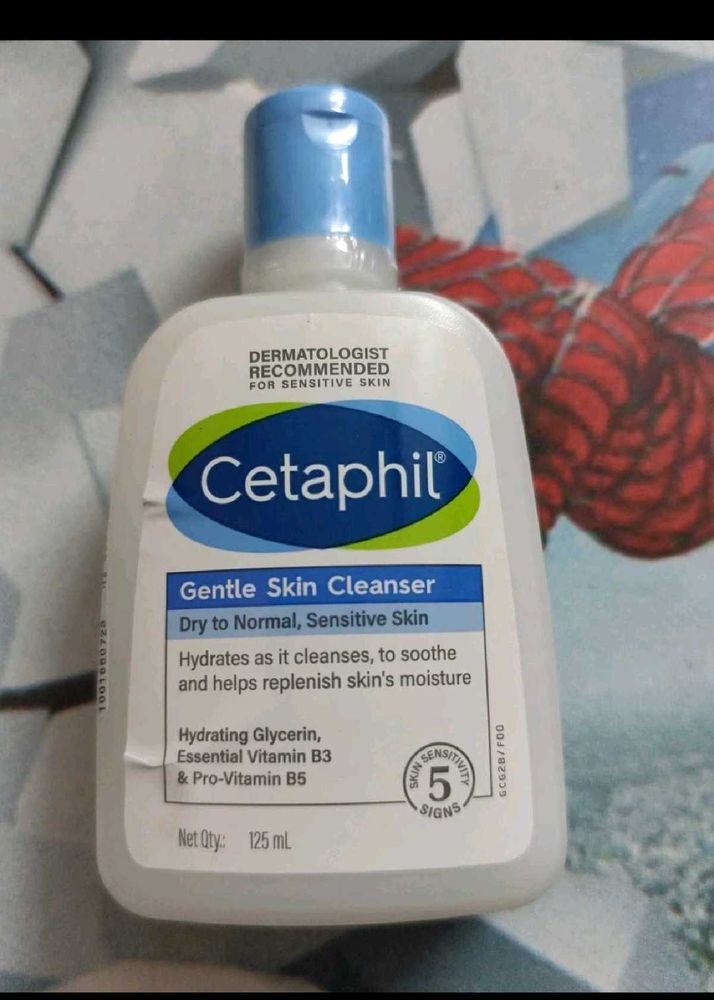 DERMATOLOGIST
RECOMMENDED
FOR SENSITIVE SKIN
Cetaphil®
Gentle Skin Cleanser
Dry to Normal, Sensitive Skin
Hydrates as it cleanses, to soothe
and helps replenish skin's moisture
Hydrating Glycerin,
Essential Vitamin B3
& Pro-Vitamin B5
SKIN SENSITIVITY
5
SIGNS
GC62B/F00
Net Qty.: 125 mL